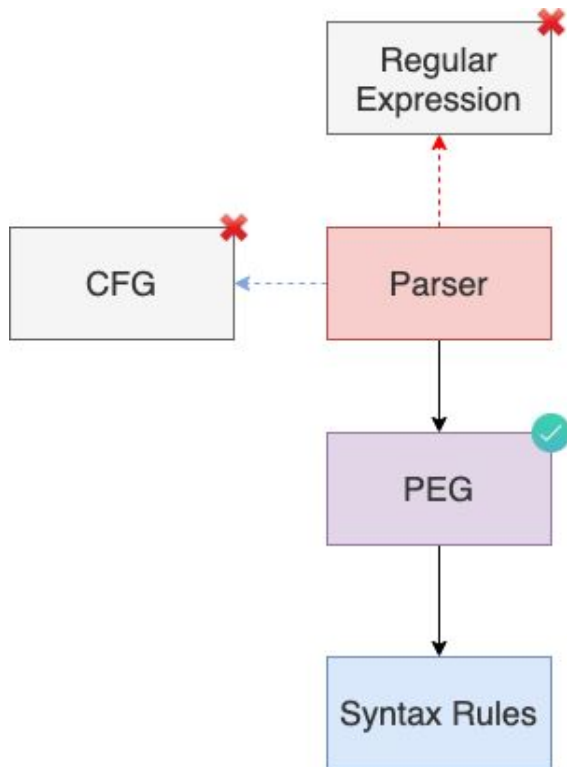 Regular
Expression
CFG
Parser
PEG
Syntax Rules